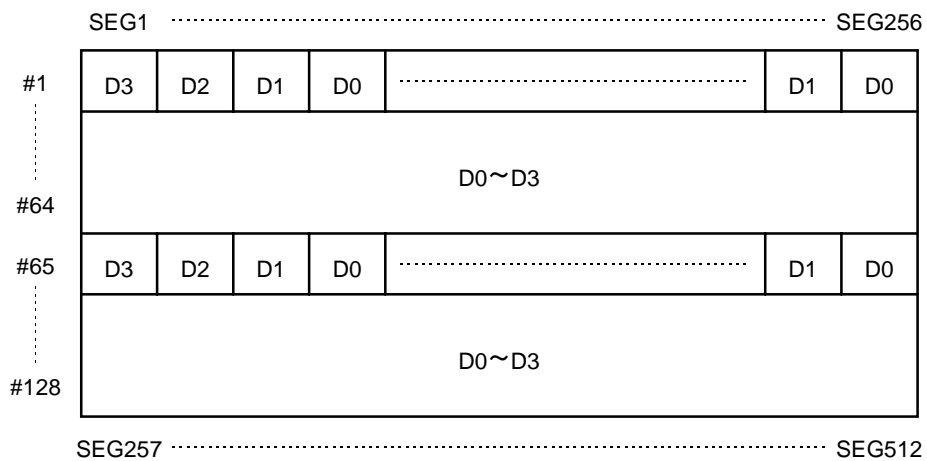 SEG1 SEG256
#1 D3 D2 D1 D0 D1 D0
D0～D3
#64
#65 D3 D2 D1 D0 D1 D0
D0～D3
#128
SEG257 SEG512